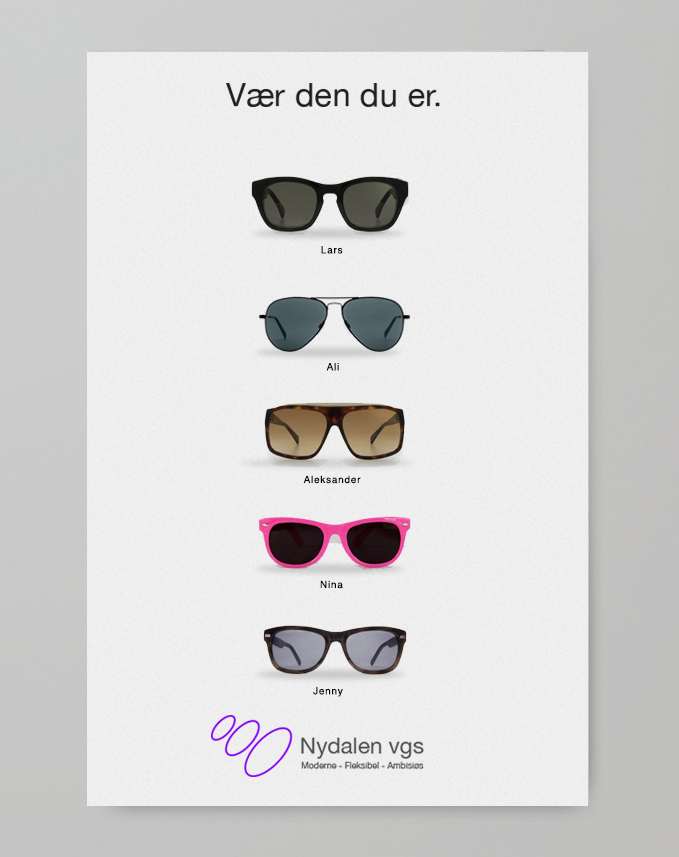 Vær den du er.
Lars
Ali
Aleksander
Nina
Jenny
Nydalen vgs
Moderne - Fleksibel - Ambisiøs